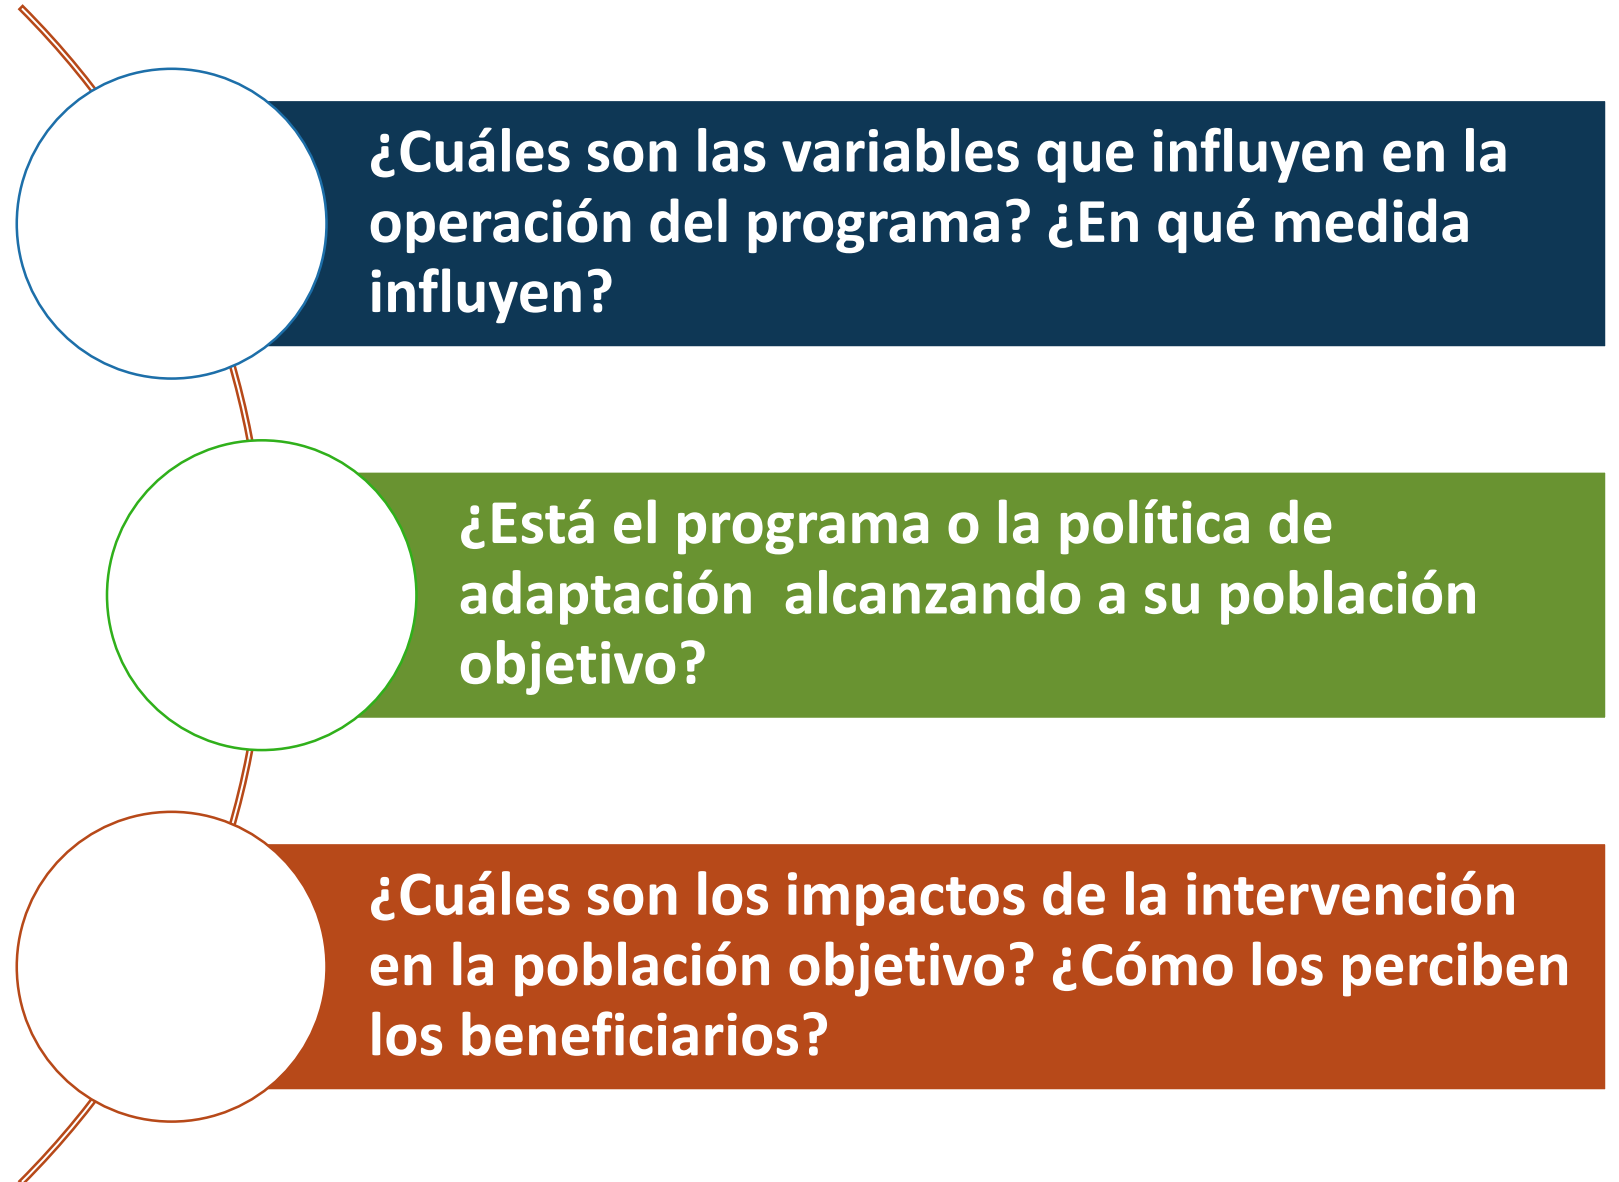 ¿Cuáles son las variables que influyen en la
operación del programa? ¿En qué medida
influyen?
¿Está el programa o la política de
adaptación  alcanzando a su población
objetivo?
¿Cuáles son los impactos de la intervención
en la población objetivo? ¿Cómo los perciben
los beneficiarios?